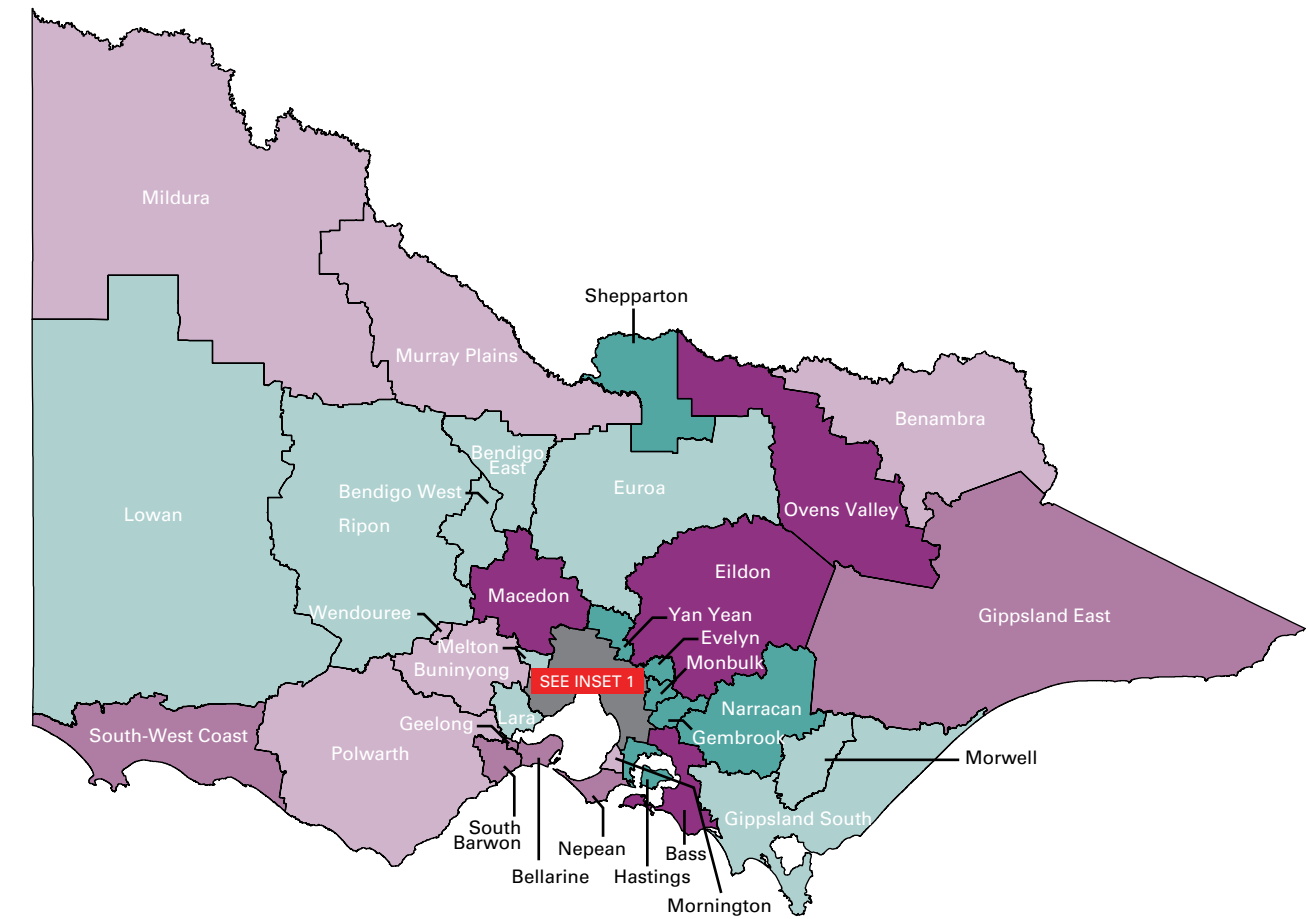 Mildura
Shepparton
Murray Plains
Benambra
Bendigo
East
Bendigo West
Euroa
Lowan
Ripon
Ovens Valley
Eildon
Macedon
Wendouree
Yan Yean
Gippsland East
Evelyn
Melton
Monbulk
Buninyong
SEE INSET 1
Narracan
Lara
Geelong
Gembrook
South-West Coast
Polwarth
Morwell
Gippsland South
South
Barwon
Nepean
Bass
Bellarine
Hastings
Mornington